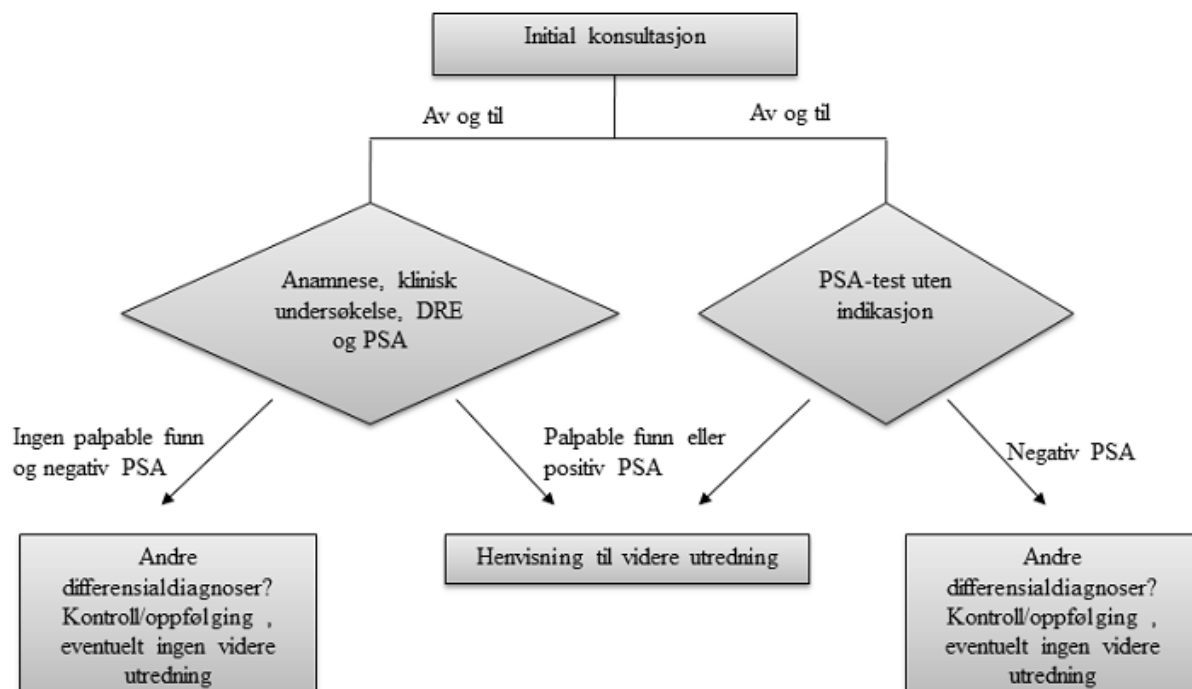 Initial konsultasjon
Av og til
Av og til
Anamnese, klinisk
undersøkelse, DRE
og PSA
PSA-test uten
indikasjon
Ingen palpable funn
og negativ PSA
Palpable funn eller
positiv PSA
Negativ PSA
Andre
differensialdiagnoser?
Kontroll/oppfølging ,
eventuelt ingen videre
utredning
Henvisning til videre utredning
Andre
differensialdiagnoser?
Kontroll/oppfølging ,
eventuelt ingen videre
utredning